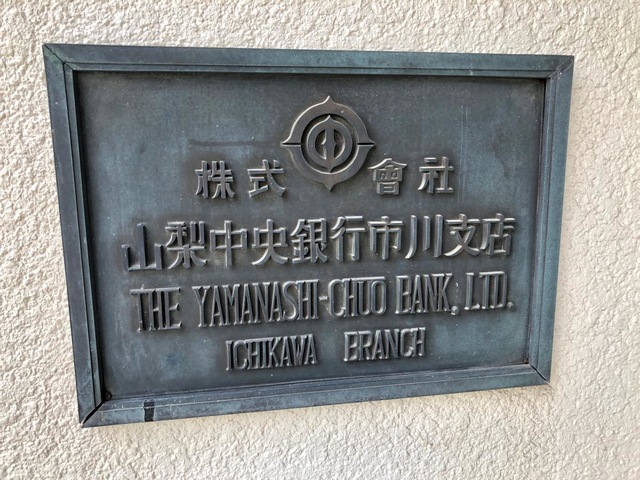 株式 會社
山梨中央銀行市川支店
THE YAMANASHI-CHUO BANK, LTD.
ICHIKAWA BRANCH